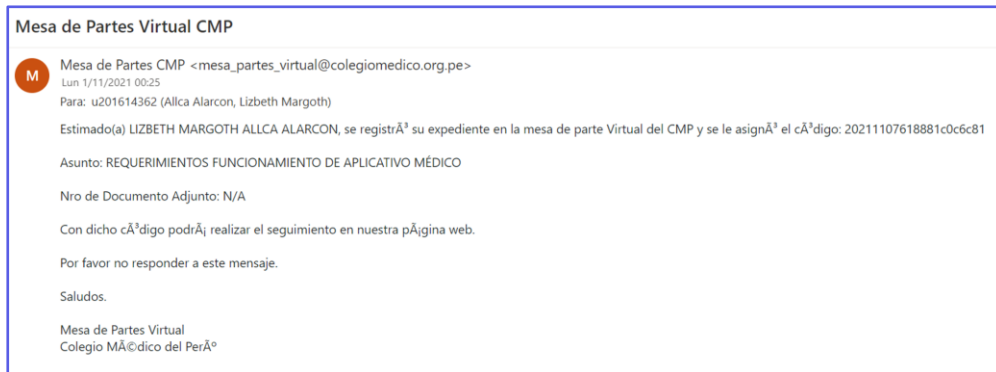 Mesa de Partes Virtual CMP
M
Mesa de Partes CMP <mesa_partes_virtual@colegiomedico.org.pe>
Lun 1/11/2021 00:25
Para: u201614362 (Allca Alarcon, Lizbeth Margoth)
Estimado(a) LIZBETH MARGOTH ALLCA ALARCON, se registrÃ³ su expediente en la mesa de parte Virtual del CMP y se le asignÃ³ el cÃ³digo: 20211107618881c0c6c81
Asunto: REQUERIMIENTOS FUNCIONAMIENTO DE APLICATIVO MÉDICO
Nro de Documento Adjunto: N/A
Con dicho cÃ³digo podrÃ¡ realizar el seguimiento en nuestra pÃ¡gina web.
Por favor no responder a este mensaje.
Saludos.
Mesa de Partes Virtual
Colegio MÃ©dico del PerÃº